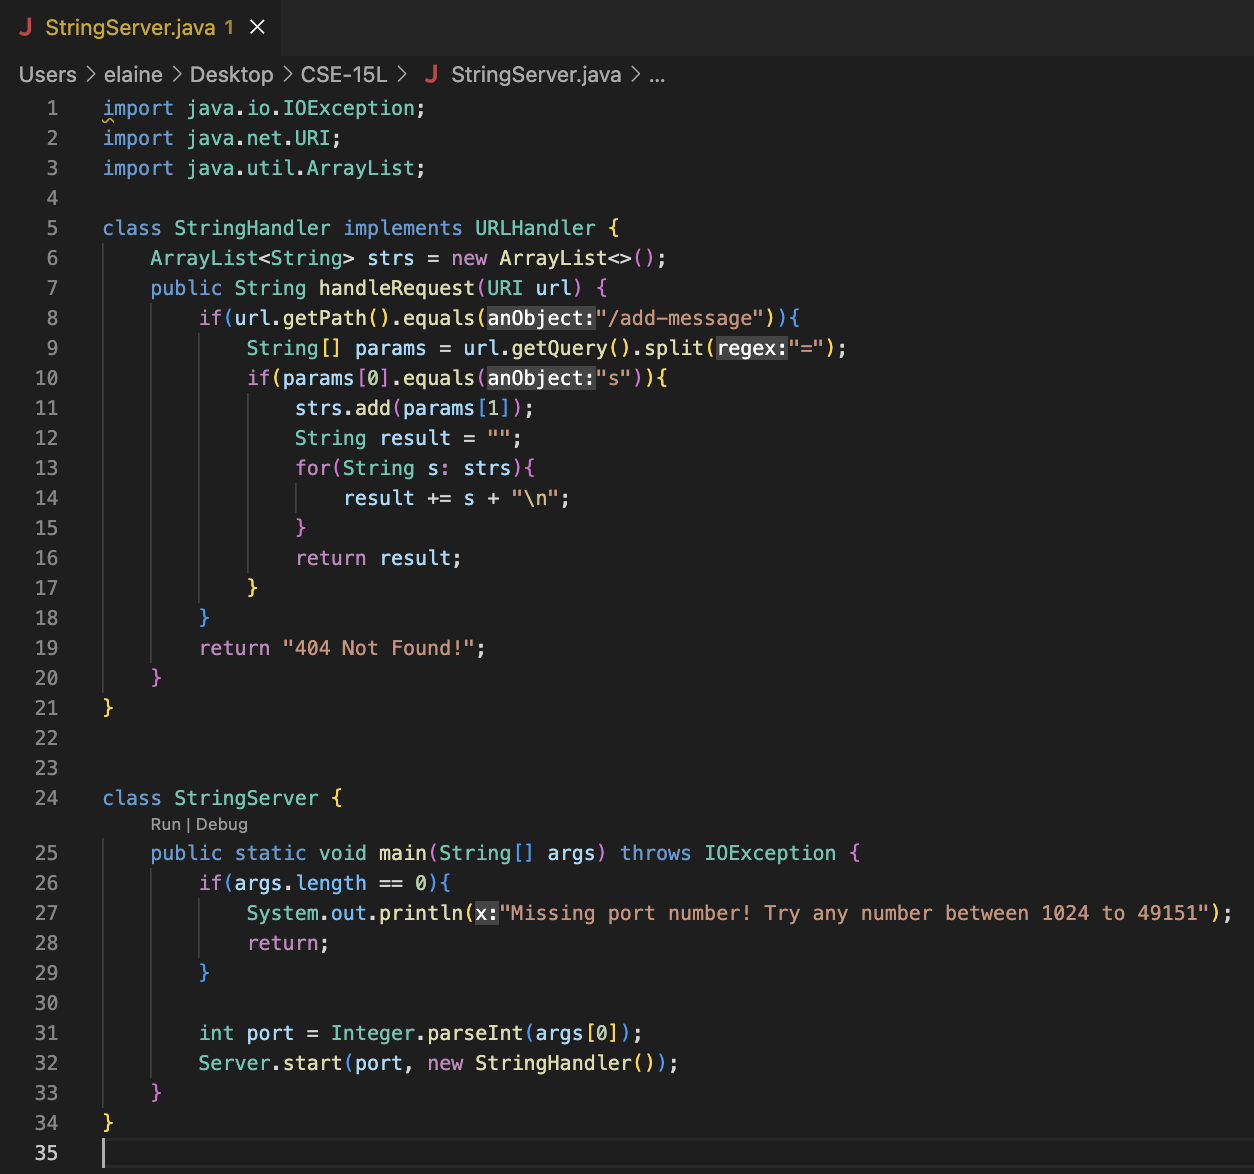 J StringServer.java 1 ×
Users > elaine > Desktop > CSE-15L > J StringServer.java > ...
1 import java.io.IOException;
2 import java.net.URI;
3 import java.util.ArrayList;
4
5 class StringHandler implements URLHandler {
6     ArrayList<String> strs = new ArrayList<>();
7     public String handleRequest(URI url) {
8         if(url.getPath().equals(anObject:"/add-message")){
9             String[] params = url.getQuery().split(regex:"=");
10             if(params[0].equals(anObject:"s")){
11                 strs.add(params[1]);
12                 String result = "";
13                 for(String s: strs){
14                     result += s + "\n";
15                 }
16                 return result;
17             }
18         }
19         return "404 Not Found!";
20     }
21 }
22
23
24 class StringServer {
Run | Debug
25     public static void main(String[] args) throws IOException {
26         if(args.length == 0){
27             System.out.println(x:"Missing port number! Try any number between 1024 to 49151");
28             return;
29         }
30
31         int port = Integer.parseInt(args[0]);
32         Server.start(port, new StringHandler());
33     }
34 }
35